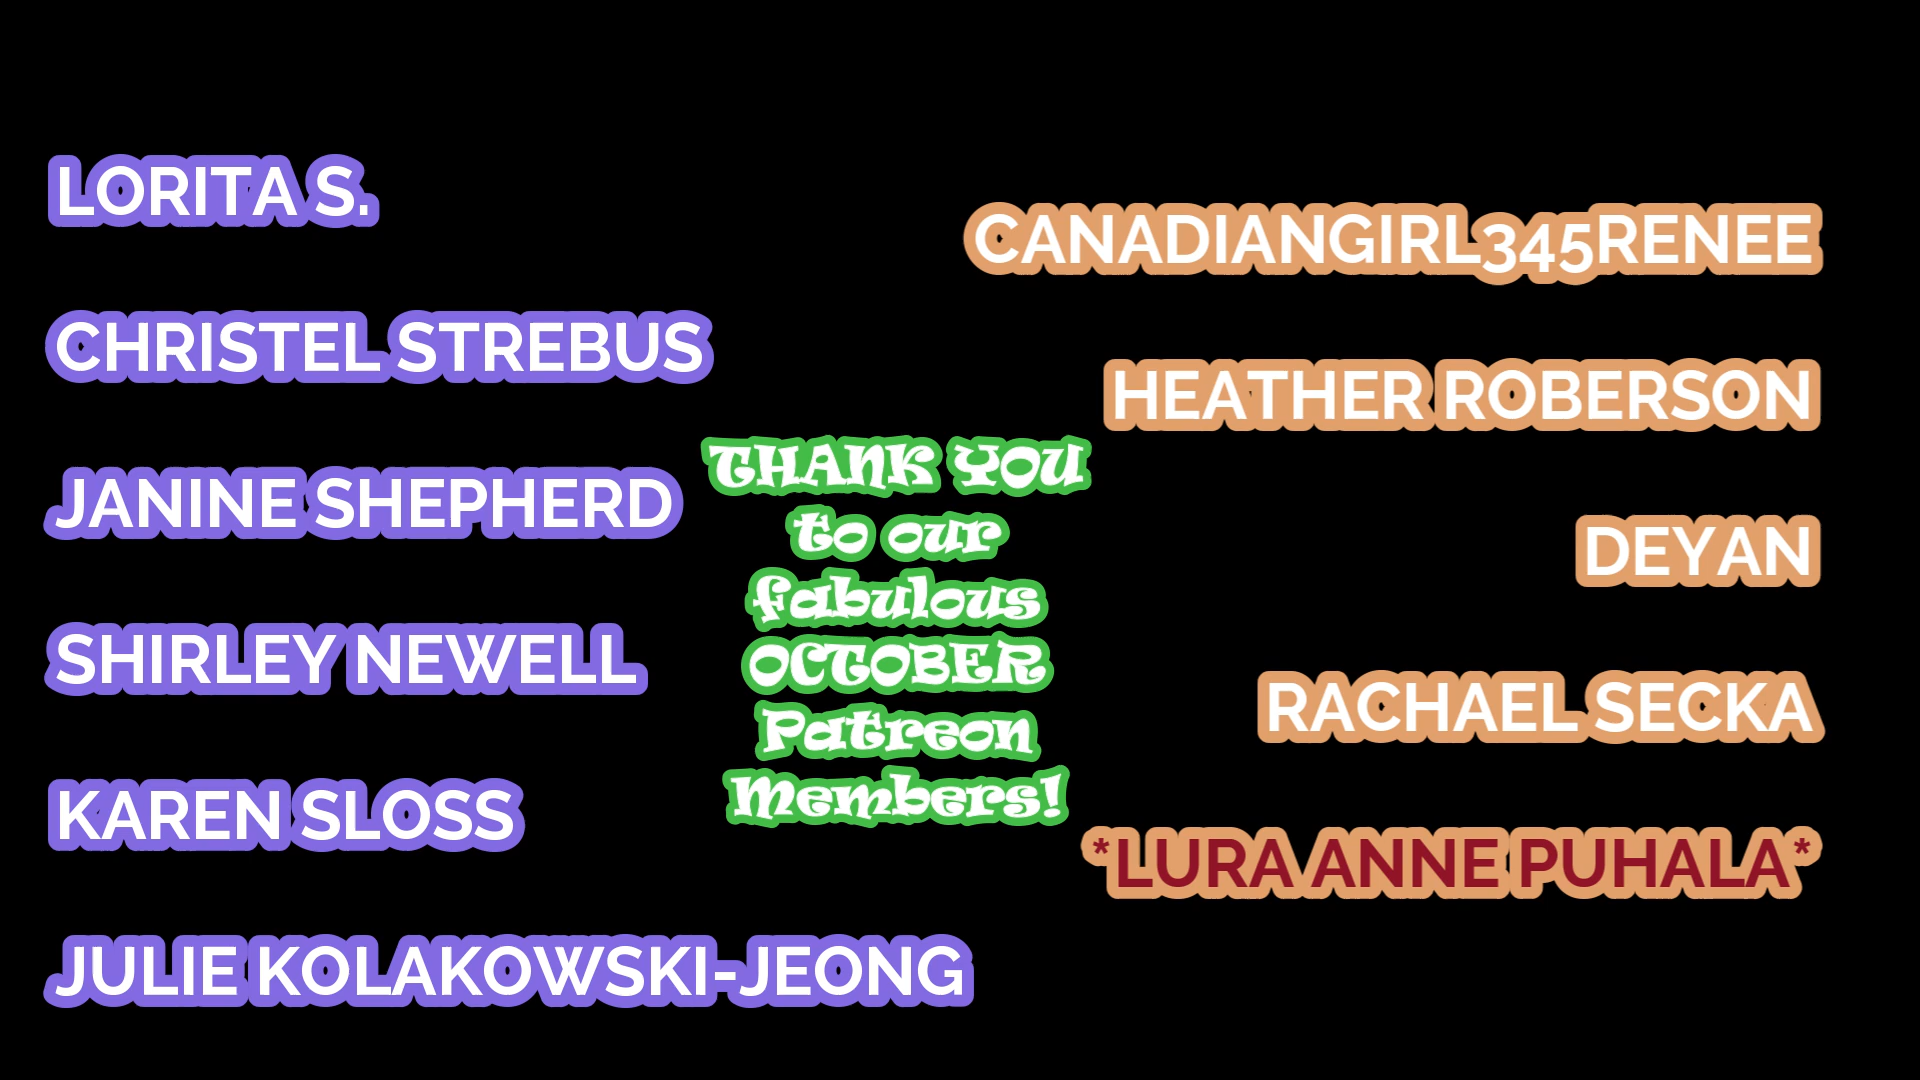 LORITA S.
CHRISTEL STREBUS
JANINE SHEPHERD
SHIRLEY NEWELL
KAREN SLOSS
JULIE KOLAKOWSKI-JEONG
THANK YOU
to our
fabulous
OCTOBER
Patreon
Members!
CANADIANGIRL345RENEE
HEATHER ROBERSON
DEYAN
RACHAEL SECKA
*LURA ANNE PUHALA*